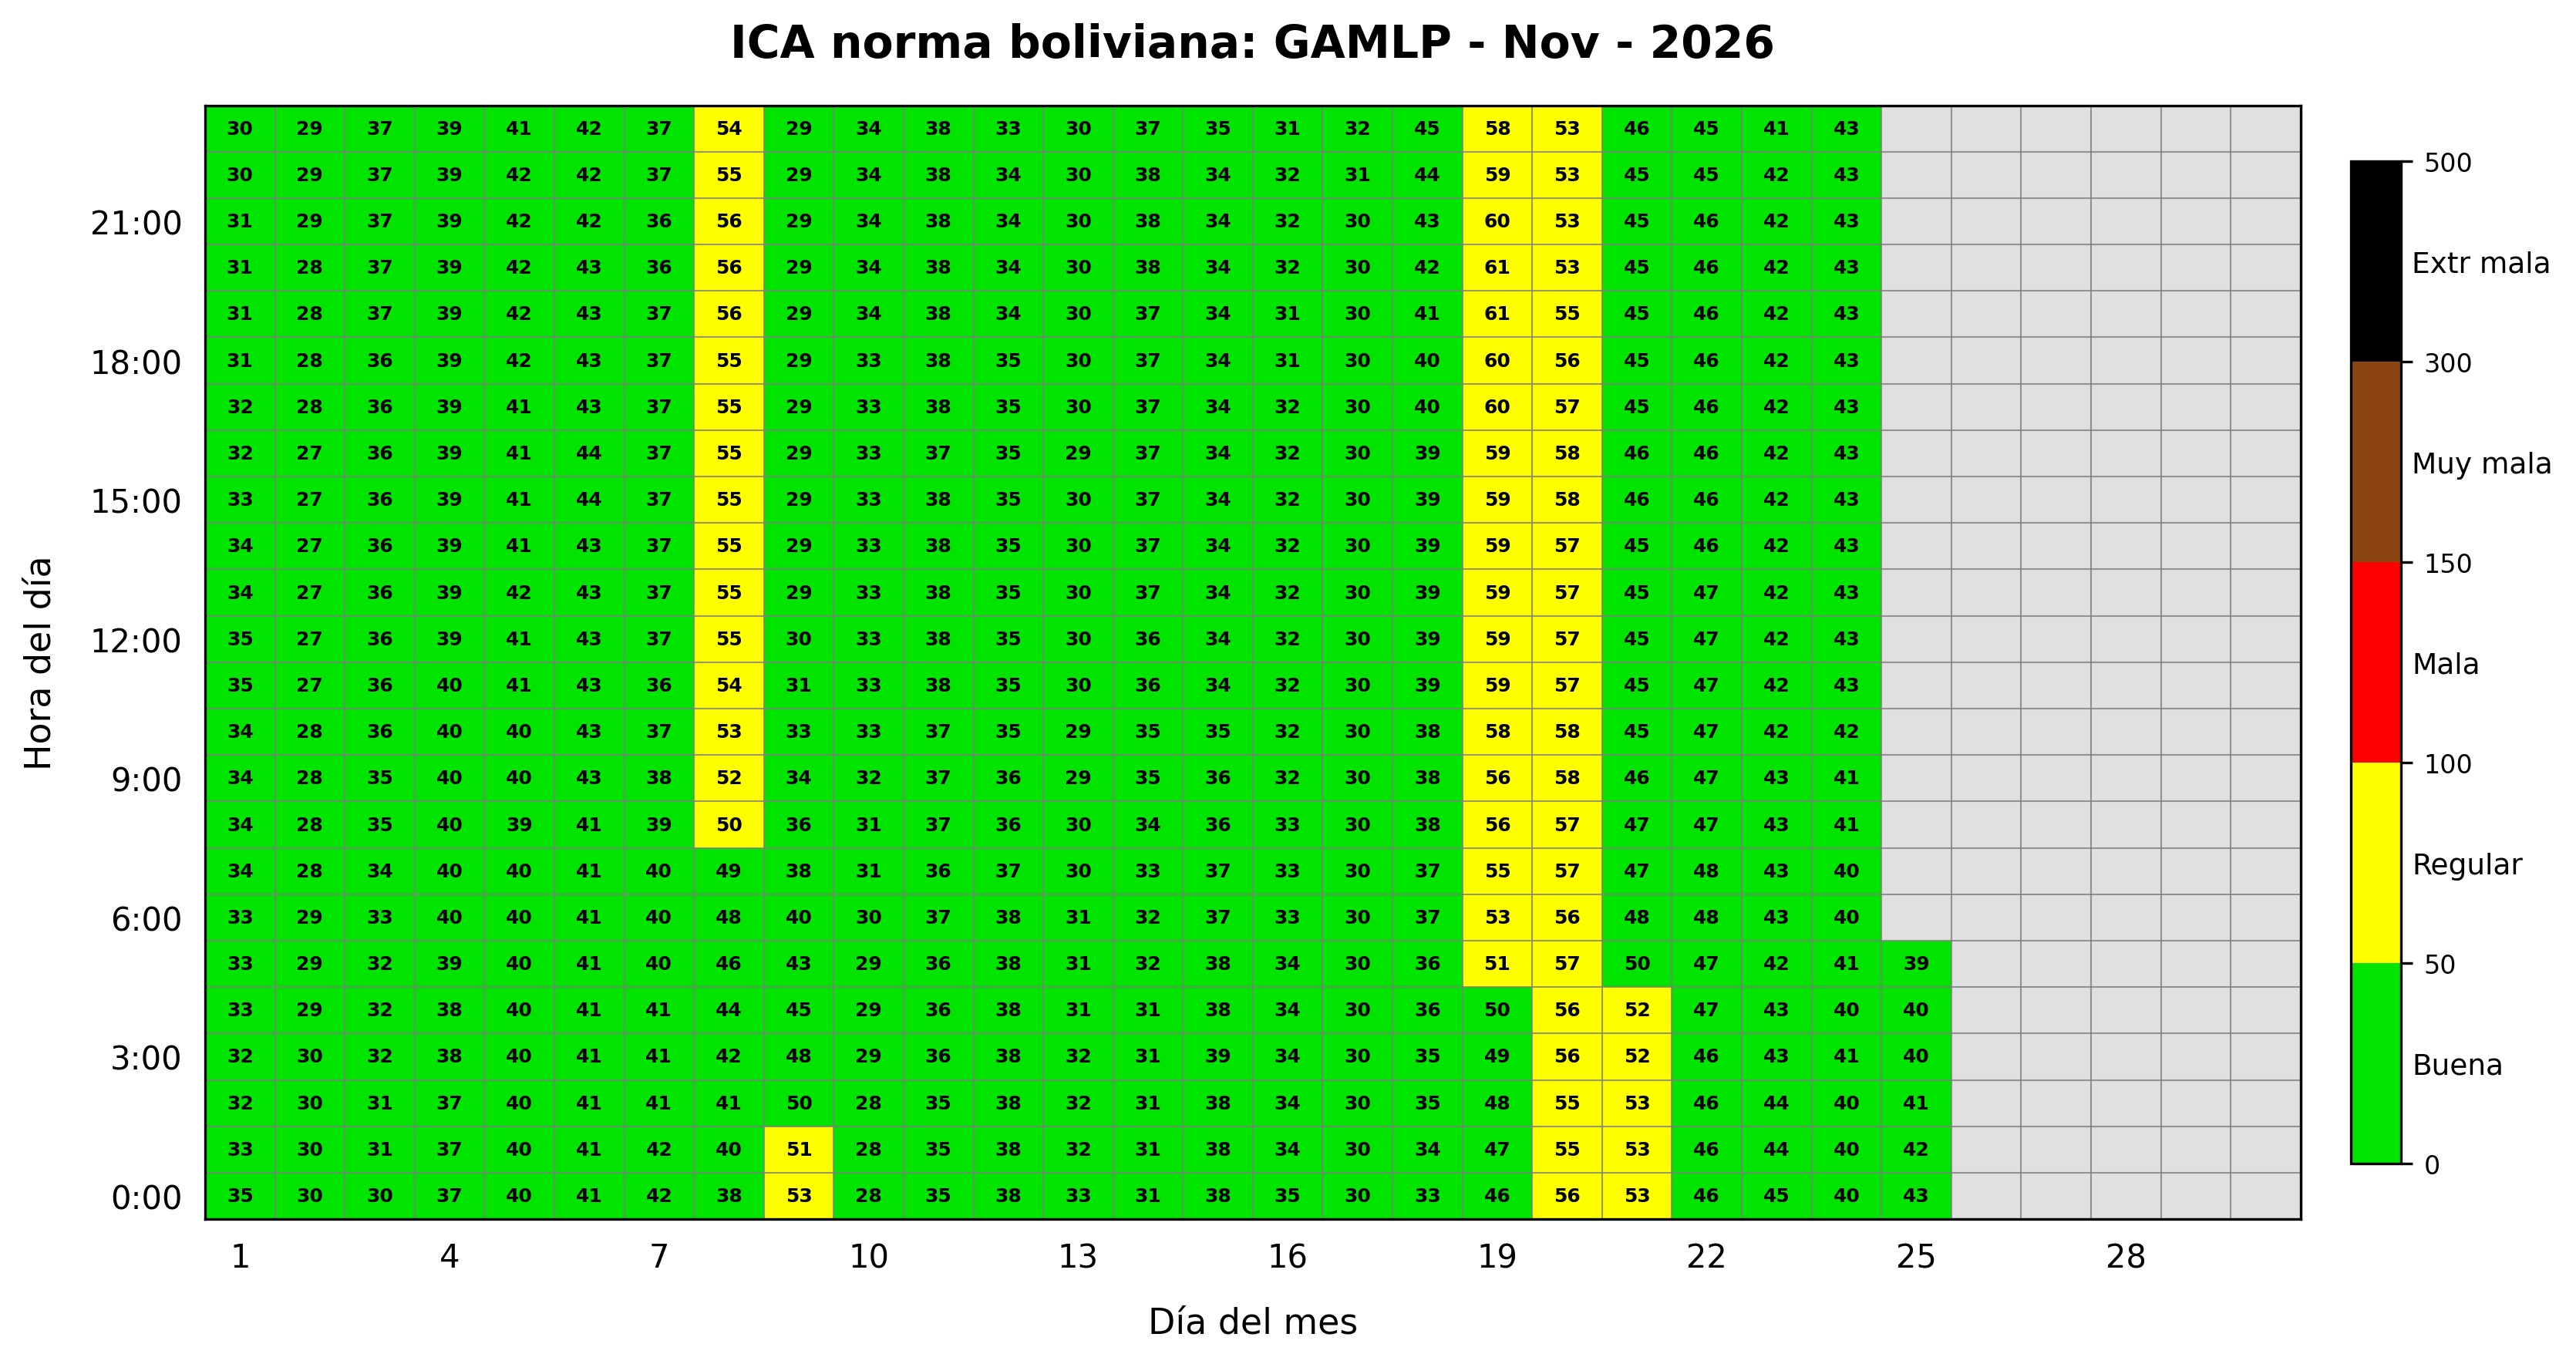 ICA norma boliviana: GAMLP - Nov - 2026
30 29 37 39 41 42 37 54 29 34 38 33 30 37 35 31 32 45 58 53 46 45 41 43
30 29 37 39 42 42 37 55 29 34 38 34 30 38 34 32 31 44 59 53 45 45 42 43
21:00 31 29 37 39 42 42 36 56 29 34 38 34 30 38 34 32 30 43 60 53 45 46 42 43
31 28 37 39 42 43 36 56 29 34 38 34 30 38 34 32 30 42 61 53 45 46 42 43
31 28 37 39 42 43 37 56 29 34 38 34 30 37 34 31 30 41 61 55 45 46 42 43
18:00 31 28 36 39 42 43 37 55 29 33 38 35 30 37 34 31 30 40 60 56 45 46 42 43
32 28 36 39 41 43 37 55 29 33 38 35 30 37 34 32 30 40 60 57 45 46 42 43
32 27 36 39 41 44 37 55 29 33 37 35 29 37 34 32 30 39 59 58 46 46 42 43
15:00 33 27 36 39 41 44 37 55 29 33 38 35 30 37 34 32 30 39 59 58 46 46 42 43
34 27 36 39 41 43 37 55 29 33 38 35 30 37 34 32 30 39 59 57 45 46 42 43
34 27 36 39 42 43 37 55 29 33 38 35 30 37 34 32 30 39 59 57 45 47 42 43
12:00 35 27 36 39 41 43 37 55 30 33 38 35 30 36 34 32 30 39 59 57 45 47 42 43
35 27 36 40 41 43 36 54 31 33 38 35 30 36 34 32 30 39 59 57 45 47 42 43
34 28 36 40 40 43 37 53 33 33 37 35 29 35 35 32 30 38 58 58 45 47 42 42
9:00 34 28 35 40 40 43 38 52 34 32 37 36 29 35 36 32 30 38 56 58 46 47 43 41
34 28 35 40 39 41 39 50 36 31 37 36 30 34 36 33 30 38 56 57 47 47 43 41
34 28 34 40 40 41 40 49 38 31 36 37 30 33 37 33 30 37 55 57 47 48 43 40
6:00 33 29 33 40 40 41 40 48 40 30 37 38 31 32 37 33 30 37 53 56 48 48 43 40
33 29 32 39 40 41 40 46 43 29 36 38 31 32 38 34 30 36 51 57 50 47 42 41 39
33 29 32 38 40 41 41 44 45 29 36 38 31 31 38 34 30 36 50 56 52 47 43 40 40
3:00 32 30 32 38 40 41 41 42 48 29 36 38 32 31 39 34 30 35 49 56 52 46 43 41 40
32 30 31 37 40 41 41 41 50 28 35 38 32 31 38 34 30 35 48 55 53 46 44 40 41
33 30 31 37 40 41 42 40 51 28 35 38 32 31 38 34 30 34 47 55 53 46 44 40 42
0:00 35 30 30 37 40 41 42 38 53 28 35 38 33 31 38 35 30 33 46 56 53 46 45 40 43
1 4 7 10 13 16 19 22 25 28
Día del mes
Hora del día
500
Extr mala
300
Muy mala
150
Mala
100
Regular
50
Buena
0